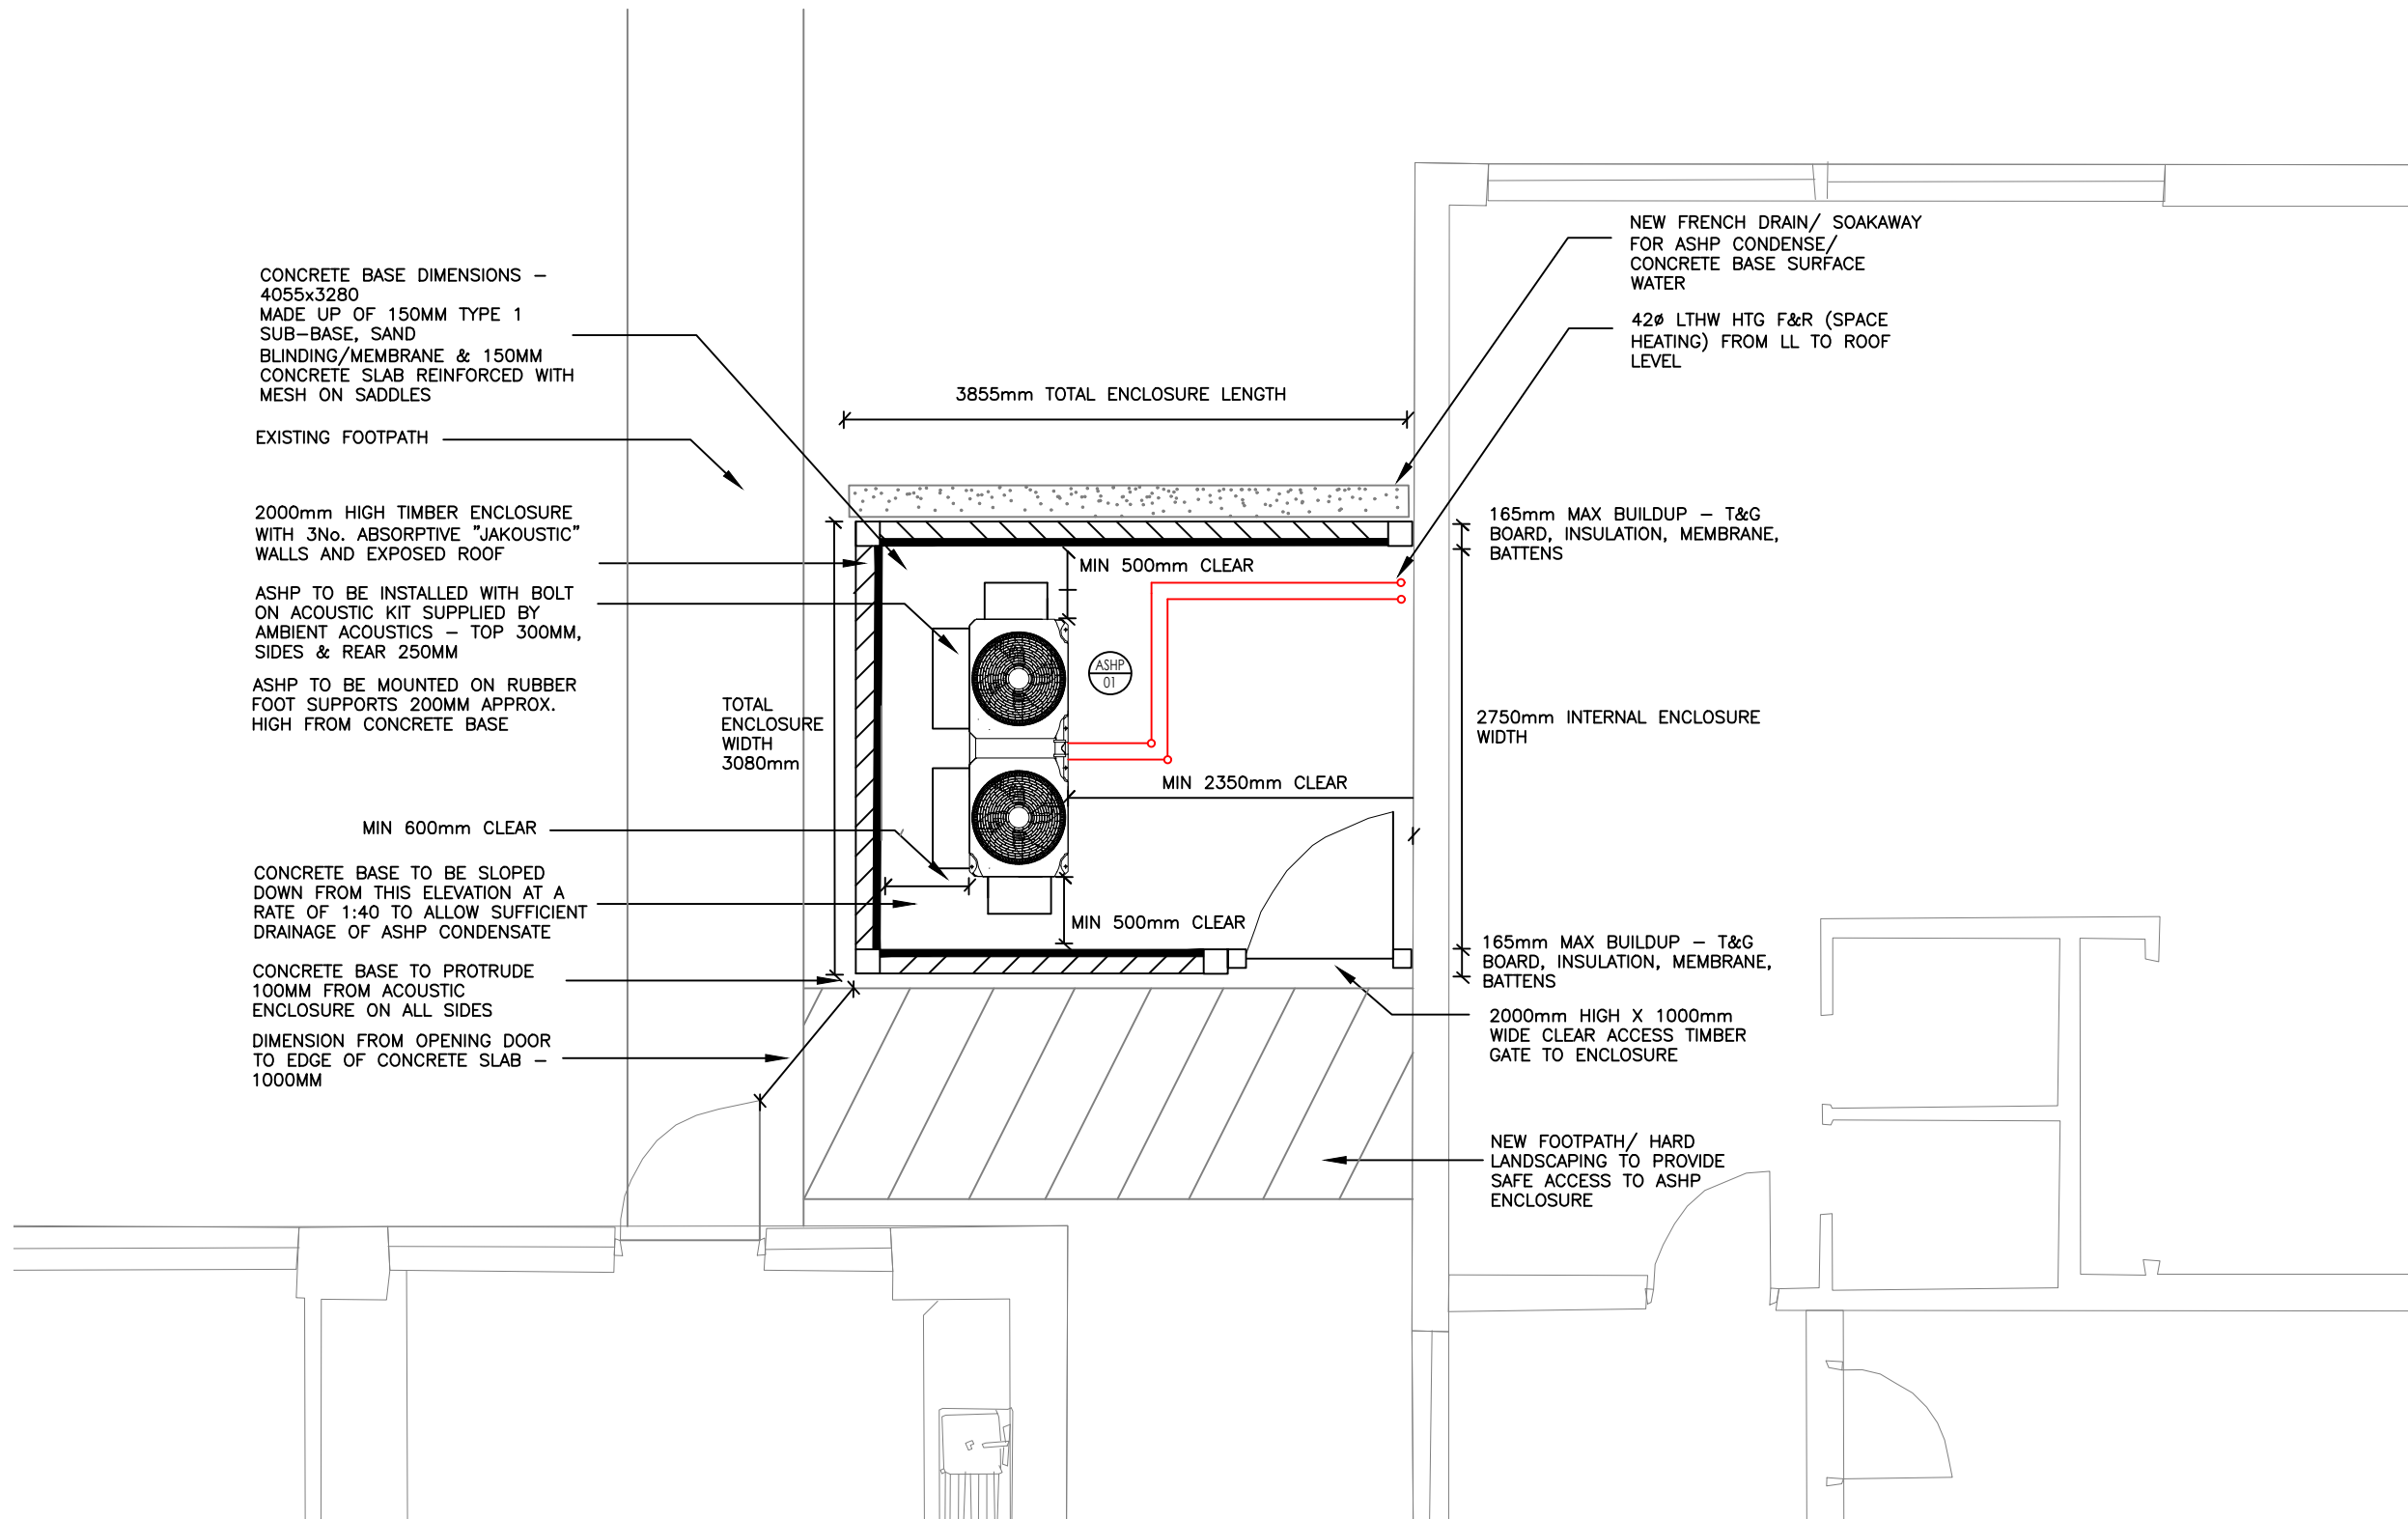 CONCRETE BASE DIMENSIONS –
4055x3280
MADE UP OF 150MM TYPE 1
SUB–BASE, SAND
BLINDING/MEMBRANE & 150MM
CONCRETE SLAB REINFORCED WITH
MESH ON SADDLES
EXISTING FOOTPATH
2000mm HIGH TIMBER ENCLOSURE
WITH 3No. ABSORPTIVE "JAKOUSTIC"
WALLS AND EXPOSED ROOF
ASHP TO BE INSTALLED WITH BOLT
ON ACOUSTIC KIT SUPPLIED BY
AMBIENT ACOUSTICS – TOP 300MM,
SIDES & REAR 250MM
ASHP TO BE MOUNTED ON RUBBER
FOOT SUPPORTS 200MM APPROX.
HIGH FROM CONCRETE BASE
MIN 600mm CLEAR
CONCRETE BASE TO BE SLOPED
DOWN FROM THIS ELEVATION AT A
RATE OF 1:40 TO ALLOW SUFFICIENT
DRAINAGE OF ASHP CONDENSATE
CONCRETE BASE TO PROTRUDE
100MM FROM ACOUSTIC
ENCLOSURE ON ALL SIDES
DIMENSION FROM OPENING DOOR
TO EDGE OF CONCRETE SLAB –
1000MM
TOTAL
ENCLOSURE
WIDTH
3080mm
3855mm TOTAL ENCLOSURE LENGTH
MIN 500mm CLEAR
ASHP
01
MIN 2350mm CLEAR
MIN 500mm CLEAR
NEW FRENCH DRAIN/ SOAKAWAY
FOR ASHP CONDENSE/
CONCRETE BASE SURFACE
WATER
42ø LTHW HTG F&R (SPACE
HEATING) FROM LL TO ROOF
LEVEL
165mm MAX BUILDUP – T&G
BOARD, INSULATION, MEMBRANE,
BATTENS
2750mm INTERNAL ENCLOSURE
WIDTH
165mm MAX BUILDUP – T&G
BOARD, INSULATION, MEMBRANE,
BATTENS
2000mm HIGH X 1000mm
WIDE CLEAR ACCESS TIMBER
GATE TO ENCLOSURE
NEW FOOTPATH/ HARD
LANDSCAPING TO PROVIDE
SAFE ACCESS TO ASHP
ENCLOSURE